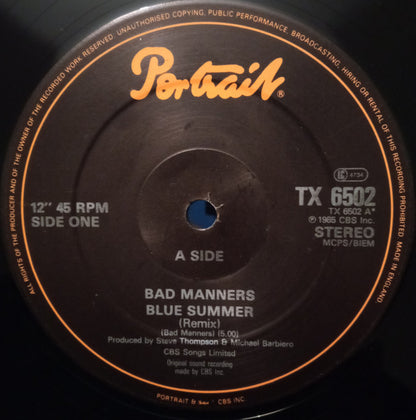 ALL RIGHTS OF THE PRODUCER AND OF THE OWNER OF THE RECORDED WORK RESERVED. UNAUTHORISED COPYING, PUBLIC PERFORMANCE, BROADCASTING, HIRING OR RENTAL OF THIS RECORDING PROHIBITED. MADE IN ENGLAND.
Portrait®
LC 4734
TX 6502
TX 6502 A*
℗ 1985 CBS Inc.
STEREO
MCPS/BIEM
12" 45 RPM
SIDE ONE
A SIDE
BAD MANNERS
BLUE SUMMER
(Remix)
(Bad Manners) (5.00)
Produced by Steve Thompson & Michael Barbiero
CBS Songs Limited
Original sound recording
made by CBS Inc.
PORTRAIT & CBS INC.